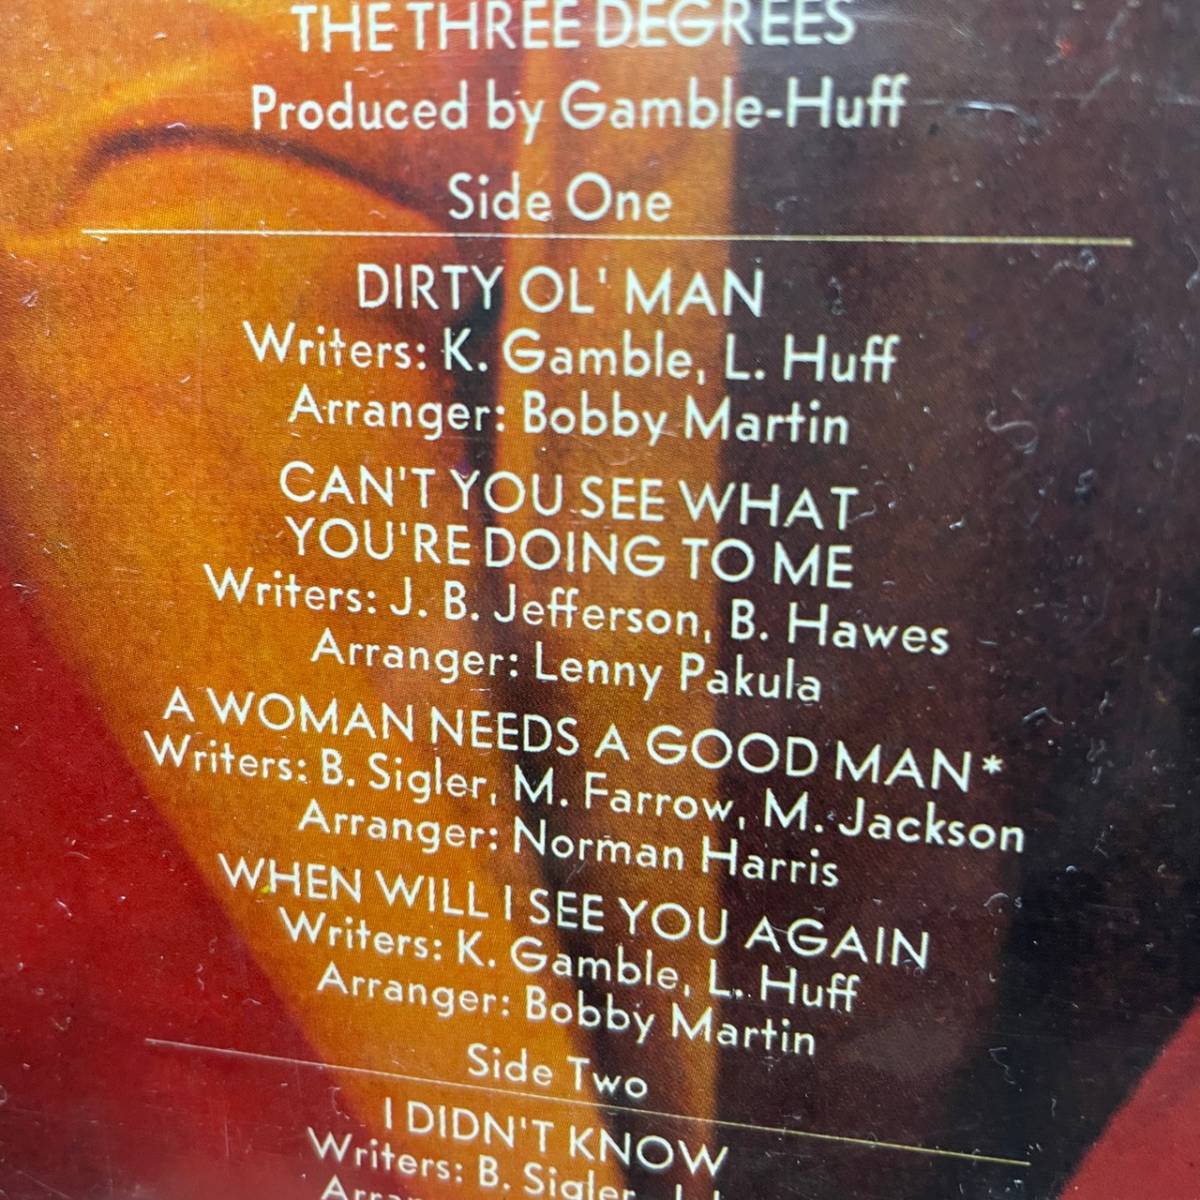 THE THREE DEGREES
Produced by Gamble-Huff
Side One
DIRTY OL' MAN
Writers: K. Gamble, L. Huff
Arranger: Bobby Martin
CAN'T YOU SEE WHAT
YOU'RE DOING TO ME
Writers: J. B. Jefferson, B. Hawes
Arranger: Lenny Pakula
A WOMAN NEEDS A GOOD MAN*
Writers: B. Sigler, M. Farrow, M. Jackson
Arranger: Norman Harris
WHEN WILL I SEE YOU AGAIN
Writers: K. Gamble, L. Huff
Arranger: Bobby Martin
Side Two
I DIDN'T KNOW
Writers: B. Sigler